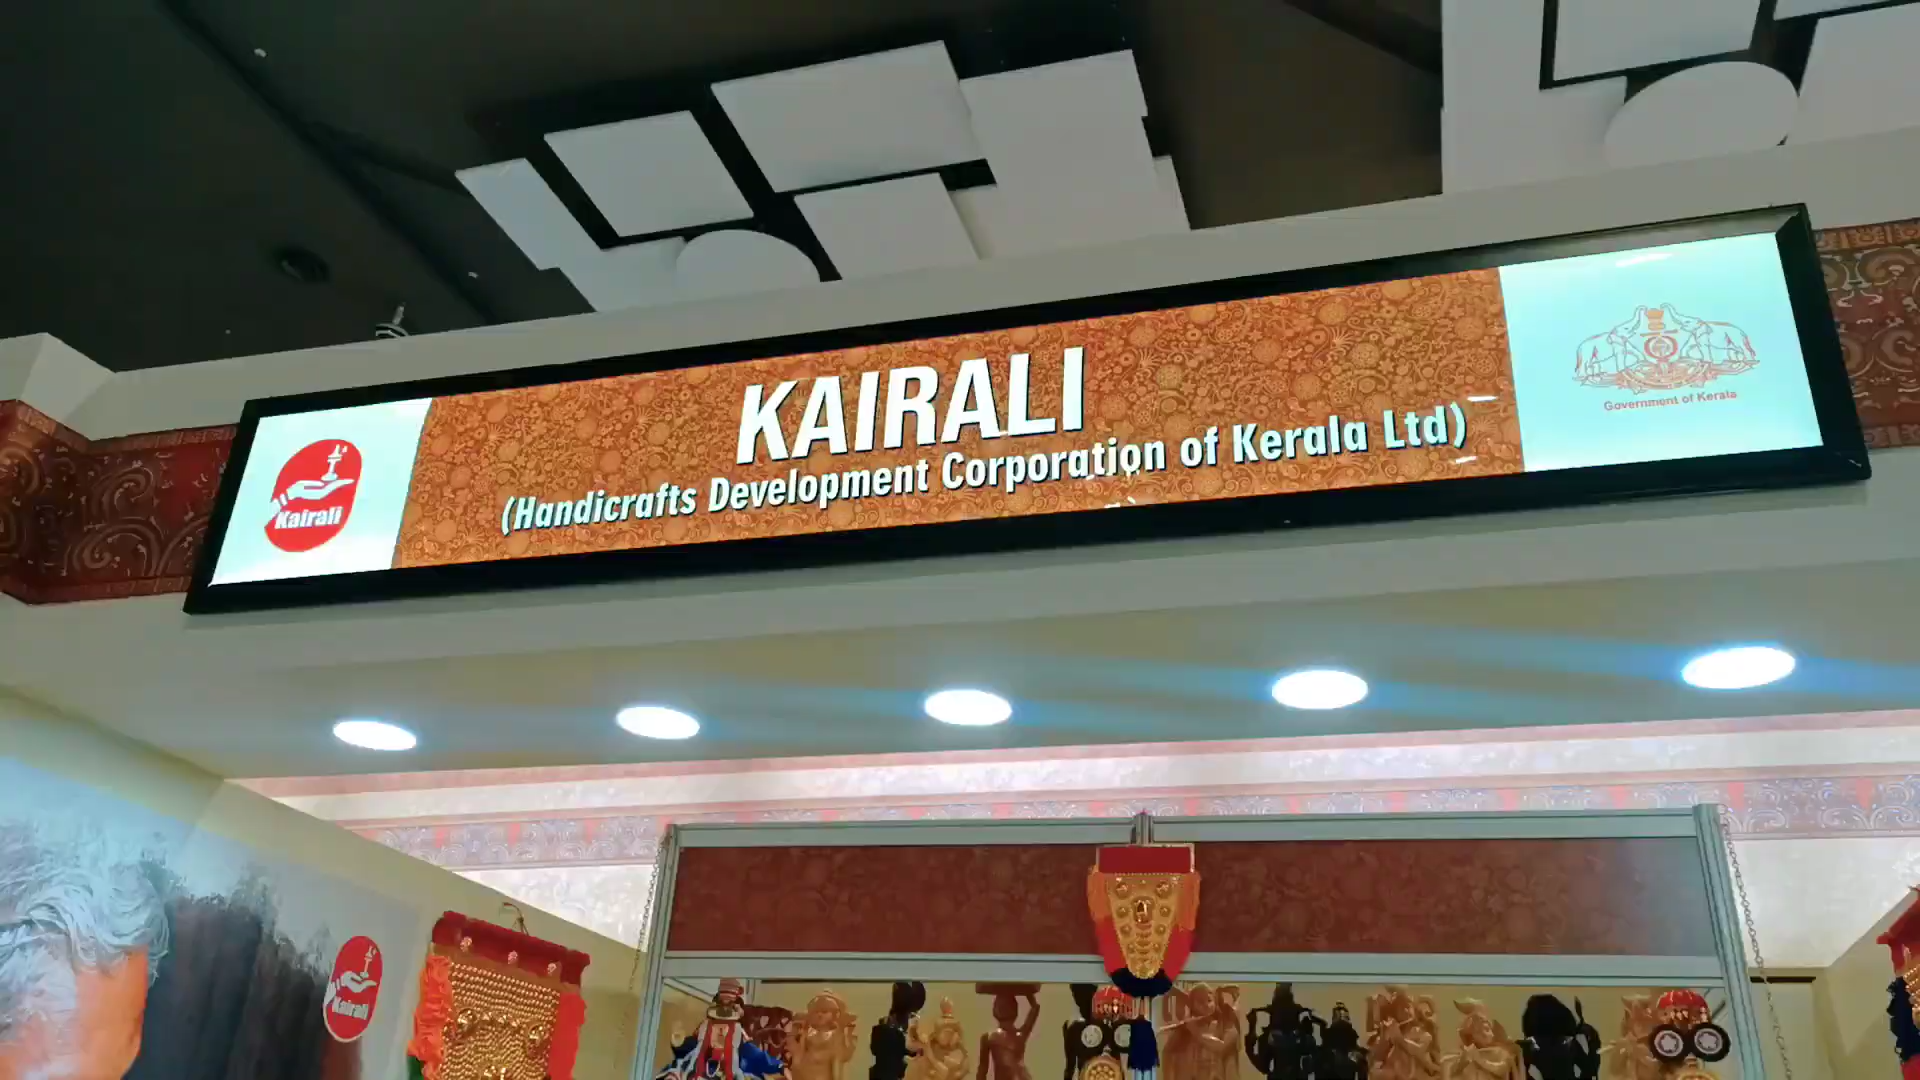 KAIRALI
(Handicrafts Development Corporation of Kerala Ltd)
Kairali
Government of Kerala
Kairali